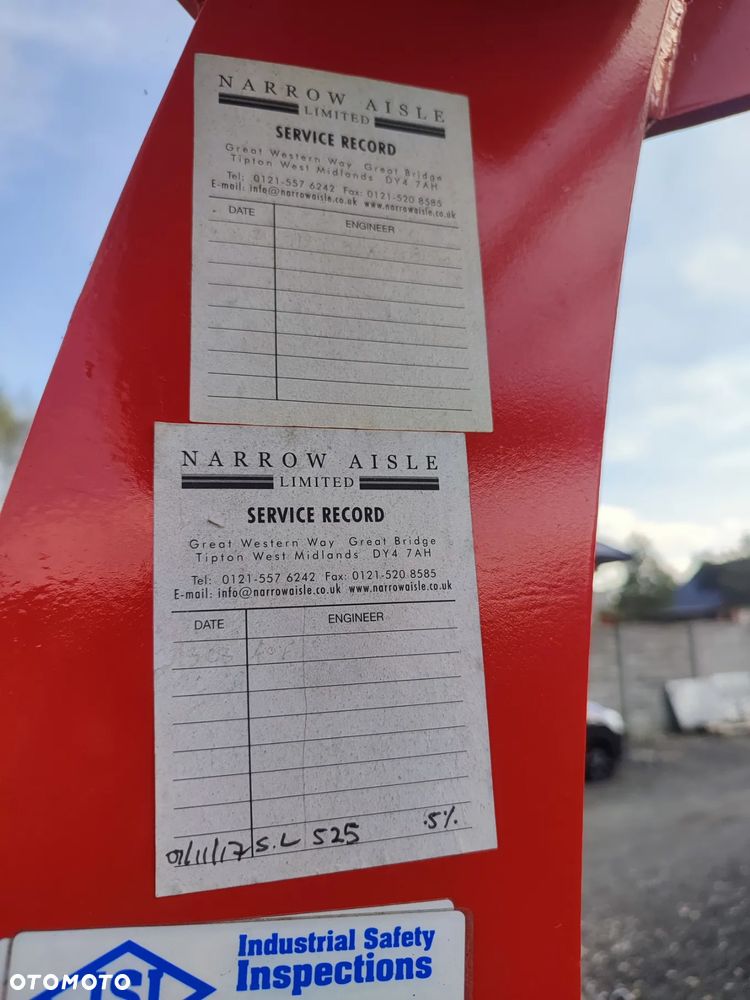 NARROW AISLE
LIMITED
SERVICE RECORD
Great Western Way Great Bridge
Tipton West Midlands DY4 7AH
Tel: 0121-557 6242 Fax: 0121-520 8585
E-mail: info@narrowaisle.co.uk www.narrowaisle.co.uk
DATE ENGINEER
NARROW AISLE
LIMITED
SERVICE RECORD
Great Western Way Great Bridge
Tipton West Midlands DY4 7AH
Tel: 0121-557 6242 Fax: 0121-520 8585
E-mail: info@narrowaisle.co.uk www.narrowaisle.co.uk
DATE ENGINEER
/11/17 S.L 525 .5%
ISI Industrial Safety
Inspections
OTOMOTO